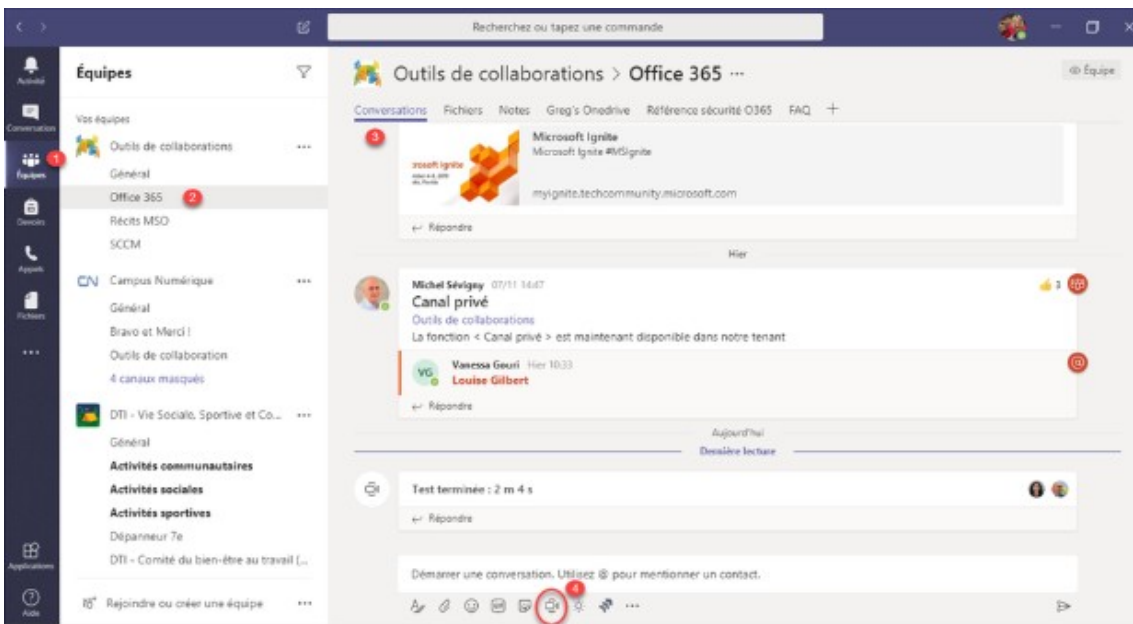 Recherchez ou tapez une commande
Activité
Conversation
Équipes
Devoirs
Appels
Fichiers
Applications
Aide
1
Équipes
Vos équipes
Outils de collaborations
Général
Office 365
2
Récits MSO
SCCM
CN Campus Numérique
Général
Bravo et Merci !
Outils de collaboration
4 canaux masqués
DTI - Vie Sociale, Sportive et Co...
Général
Activités communautaires
Activités sociales
Activités sportives
Dépanneur 7e
DTI - Comité du bien-être au travail (...
Rejoindre ou créer une équipe
Outils de collaborations > Office 365 ...
Équipe
Conversations Fichiers Notes Greg's Onedrive Référence sécurité O365 FAQ +
3
Microsoft Ignite
Microsoft Ignite #MSIgnite
myignite.techcommunity.microsoft.com
Répondre
Hier
Michel Sévigny 07/11 14:47
Canal privé
Outils de collaborations
La fonction < Canal privé > est maintenant disponible dans notre tenant
3
VG
Vanessa Gouri Hier 10:33
Louise Gilbert
Répondre
Aujourd'hui
Dernière lecture
Test terminée : 2 m 4 s
Répondre
Démarrer une conversation. Utilisez @ pour mentionner un contact.
4